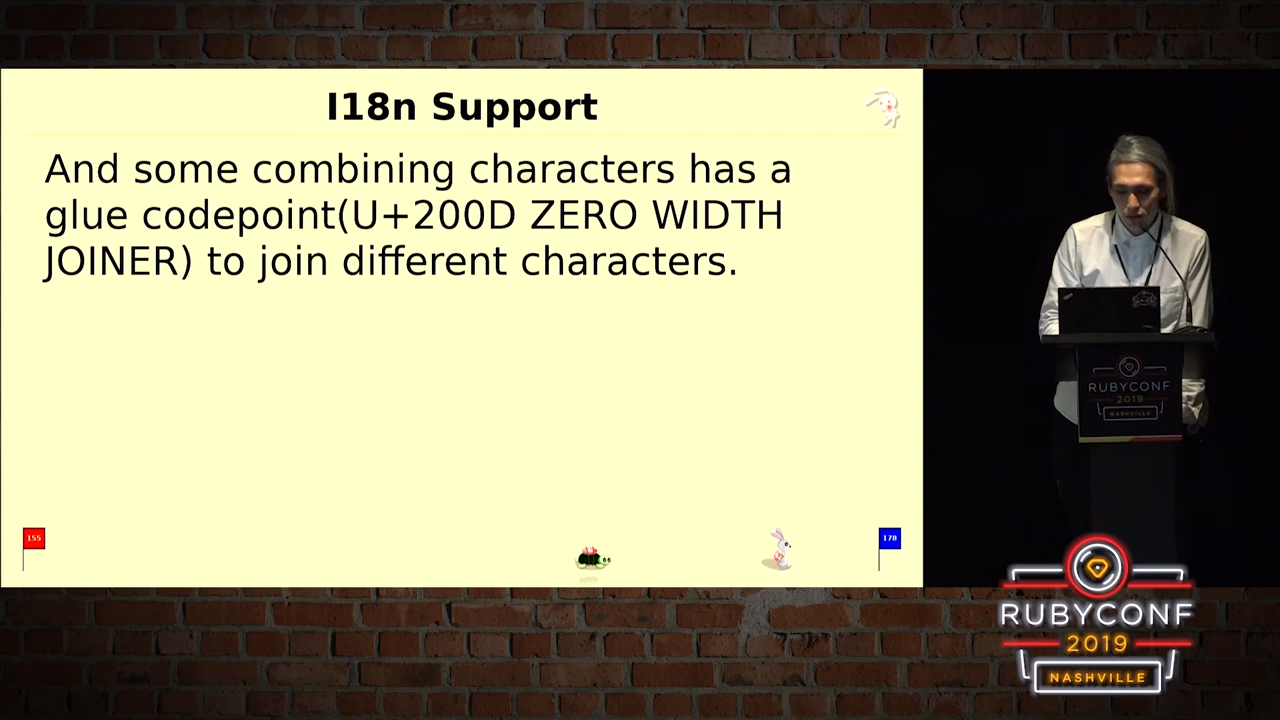 I18n Support
And some combining characters has a
glue codepoint(U+200D ZERO WIDTH
JOINER) to join different characters.
155
178
RUBYCONF
2019
NASHVILLE
RUBYCONF
2019
NASHVILLE